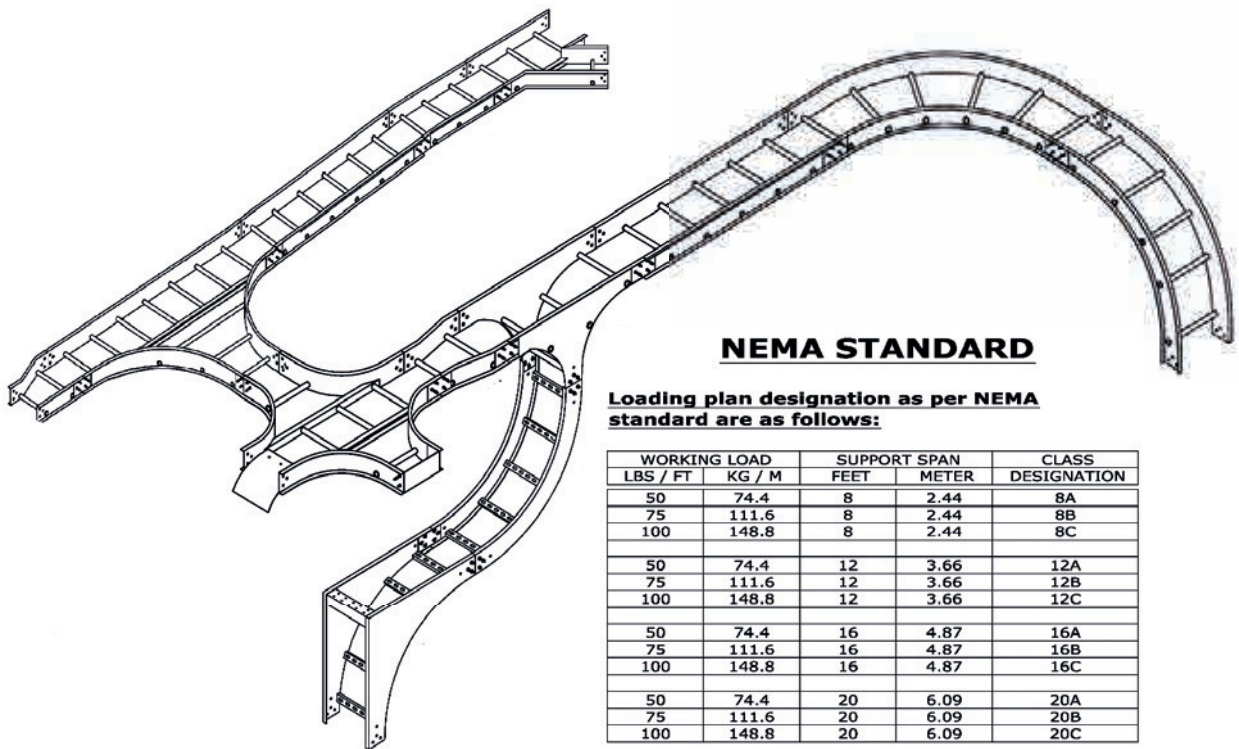 NEMA STANDARD
Loading plan designation as per NEMA
standard are as follows:
WORKING LOAD SUPPORT SPAN CLASS
LBS / FT KG / M FEET METER DESIGNATION
50 74.4 8 2.44 8A
75 111.6 8 2.44 8B
100 148.8 8 2.44 8C
50 74.4 12 3.66 12A
75 111.6 12 3.66 12B
100 148.8 12 3.66 12C
50 74.4 16 4.87 16A
75 111.6 16 4.87 16B
100 148.8 16 4.87 16C
50 74.4 20 6.09 20A
75 111.6 20 6.09 20B
100 148.8 20 6.09 20C